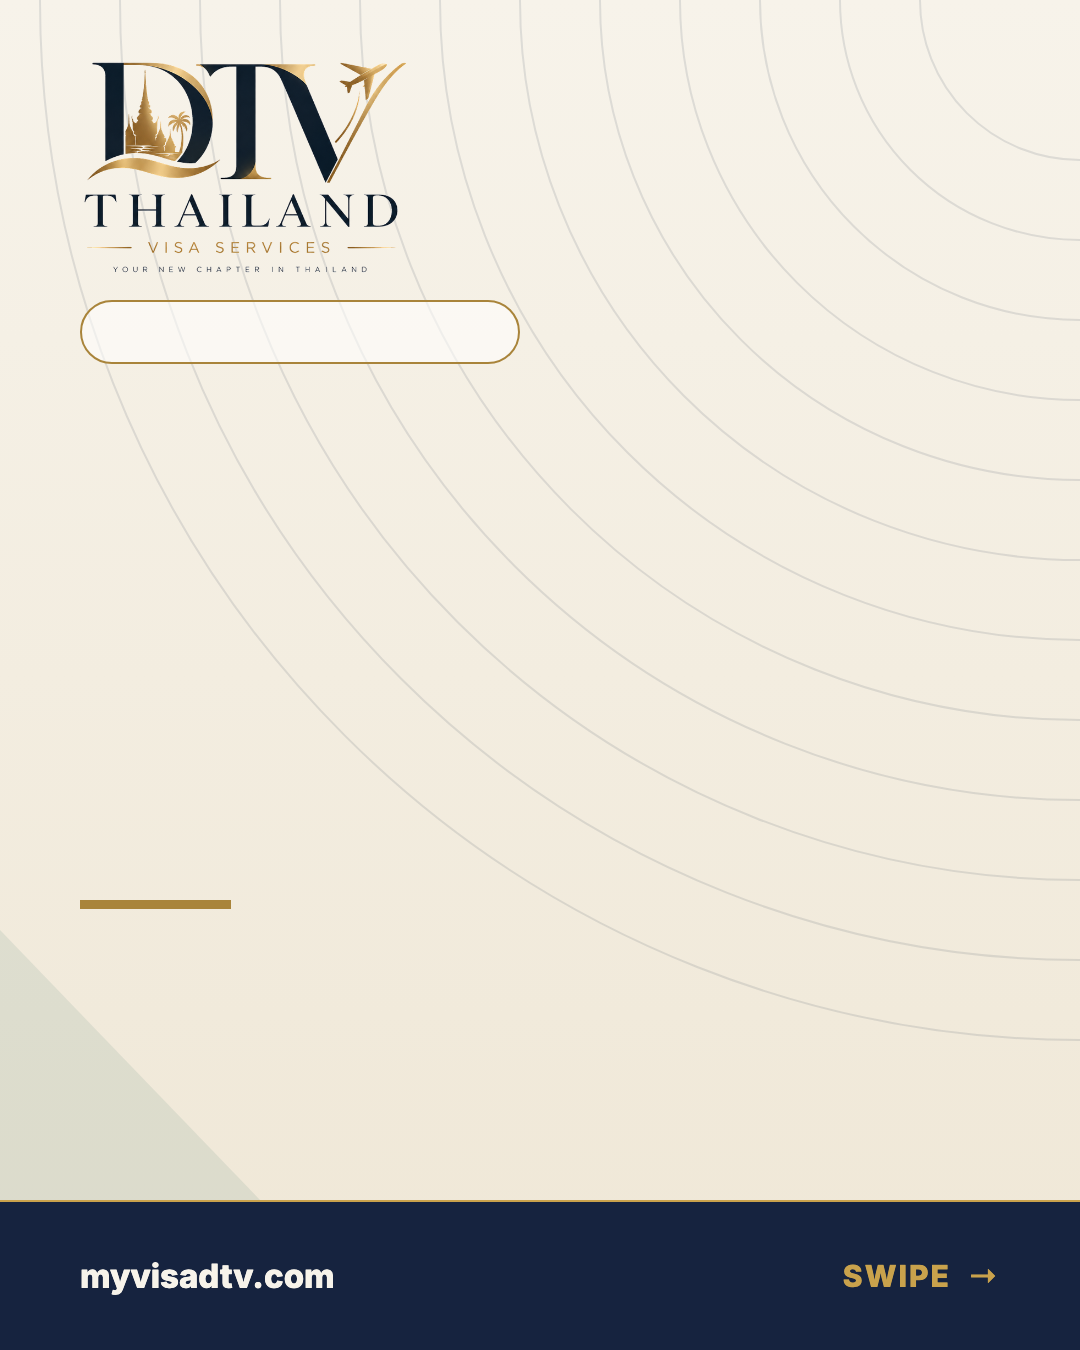 DTV
THAILAND
VISA SERVICES
YOUR NEW CHAPTER IN THAILAND
myvisadtv.com
SWIPE →